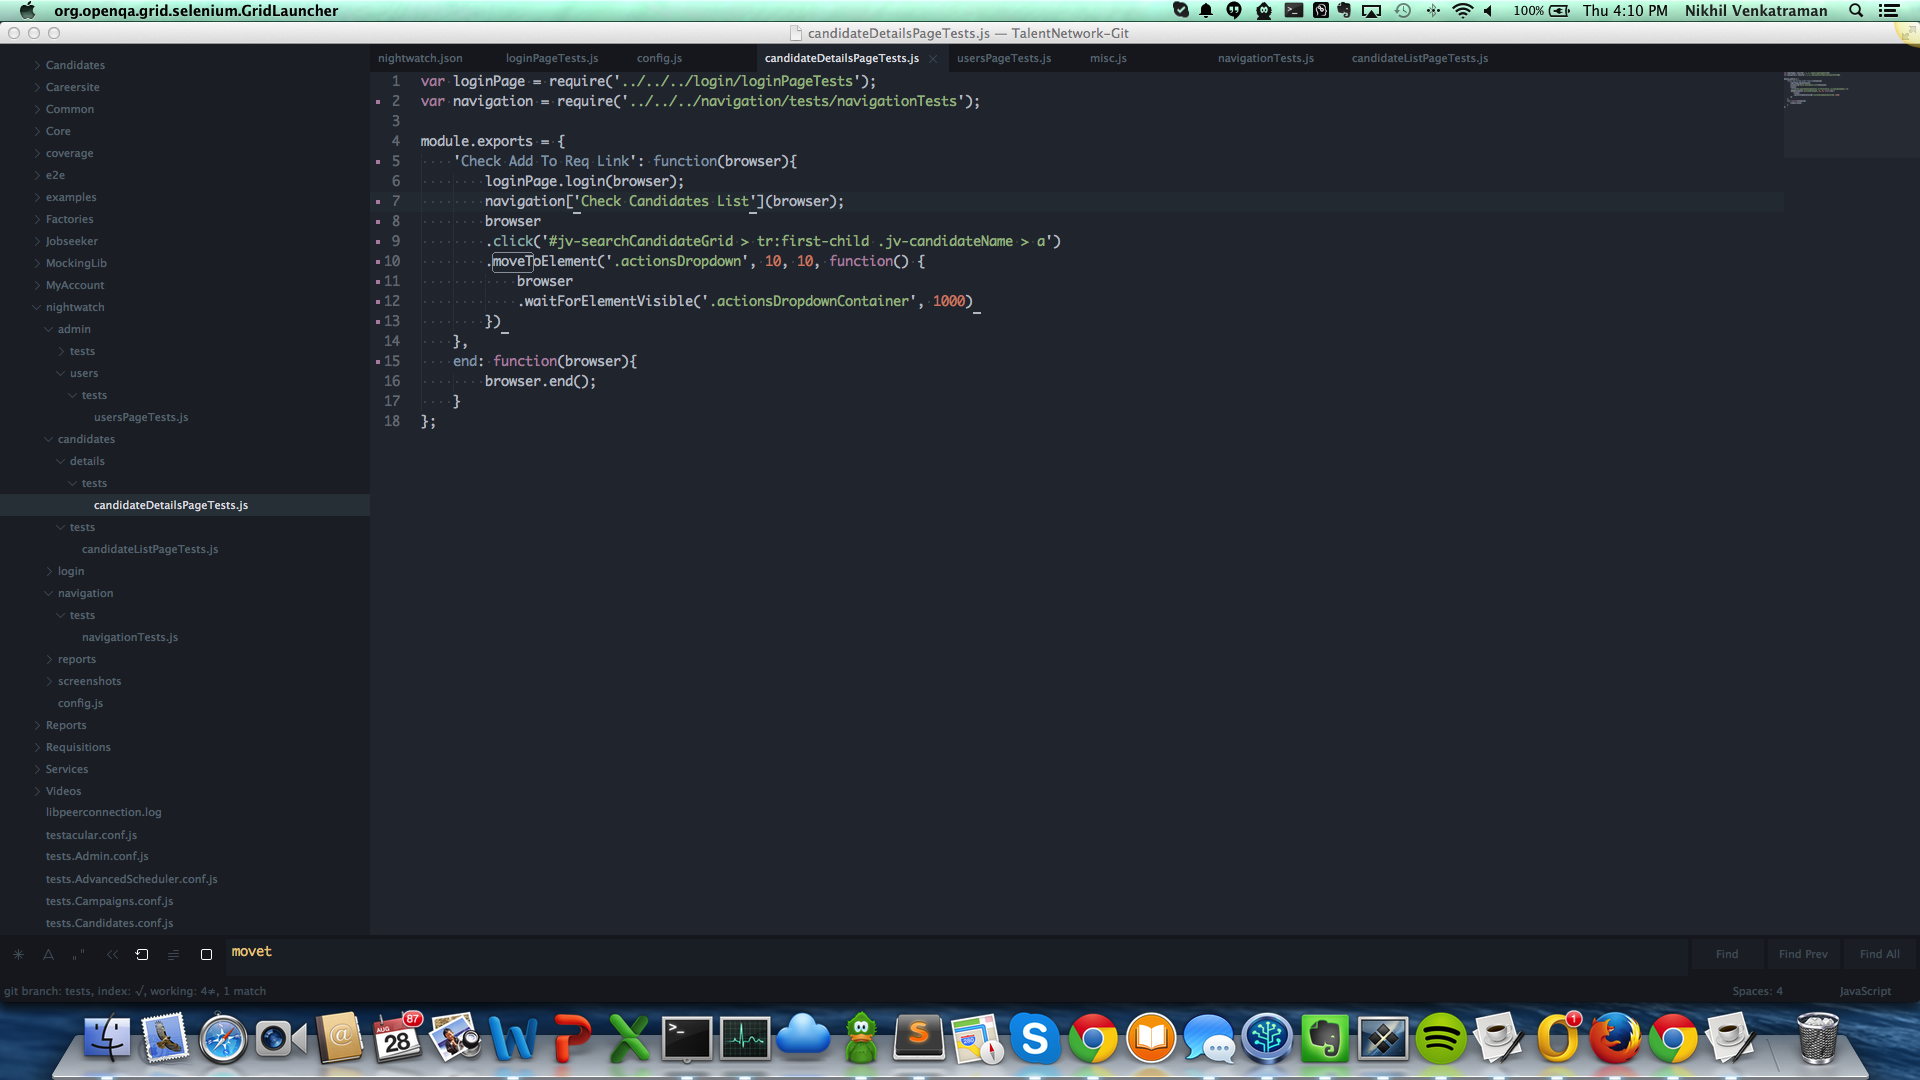 org.openqa.grid.selenium.GridLauncher
100%
Thu 4:10 PM
Nikhil Venkatraman
candidateDetailsPageTests.js — TalentNetwork-Git
nightwatch.json
loginPageTests.js
config.js
candidateDetailsPageTests.js
usersPageTests.js
misc.js
navigationTests.js
candidateListPageTests.js
Candidates
Careersite
Common
Core
coverage
e2e
examples
Factories
Jobseeker
MockingLib
MyAccount
nightwatch
admin
tests
users
tests
usersPageTests.js
candidates
details
tests
candidateDetailsPageTests.js
tests
candidateListPageTests.js
login
navigation
tests
navigationTests.js
reports
screenshots
config.js
Reports
Requisitions
Services
Videos
libpeerconnection.log
testacular.conf.js
tests.Admin.conf.js
tests.AdvancedScheduler.conf.js
tests.Campaigns.conf.js
tests.Candidates.conf.js
1 var loginPage = require('../../../login/loginPageTests');
2 var navigation = require('../../../navigation/tests/navigationTests');
3
4 module.exports = {
5 'Check Add To Req Link': function(browser){
6 loginPage.login(browser);
7 navigation['Check Candidates List'](browser);
8 browser
9 .click('#jv-searchCandidateGrid > tr:first-child .jv-candidateName > a')
10 .moveToElement('.actionsDropdown', 10, 10, function() {
11 browser
12 .waitForElementVisible('.actionsDropdownContainer', 1000)
13 })
14 },
15 end: function(browser){
16 browser.end();
17 }
18 };
movet
Find
Find Prev
Find All
git branch: tests, index: √, working: 4≠, 1 match
Spaces: 4
JavaScript
AUG
28
87
280
1